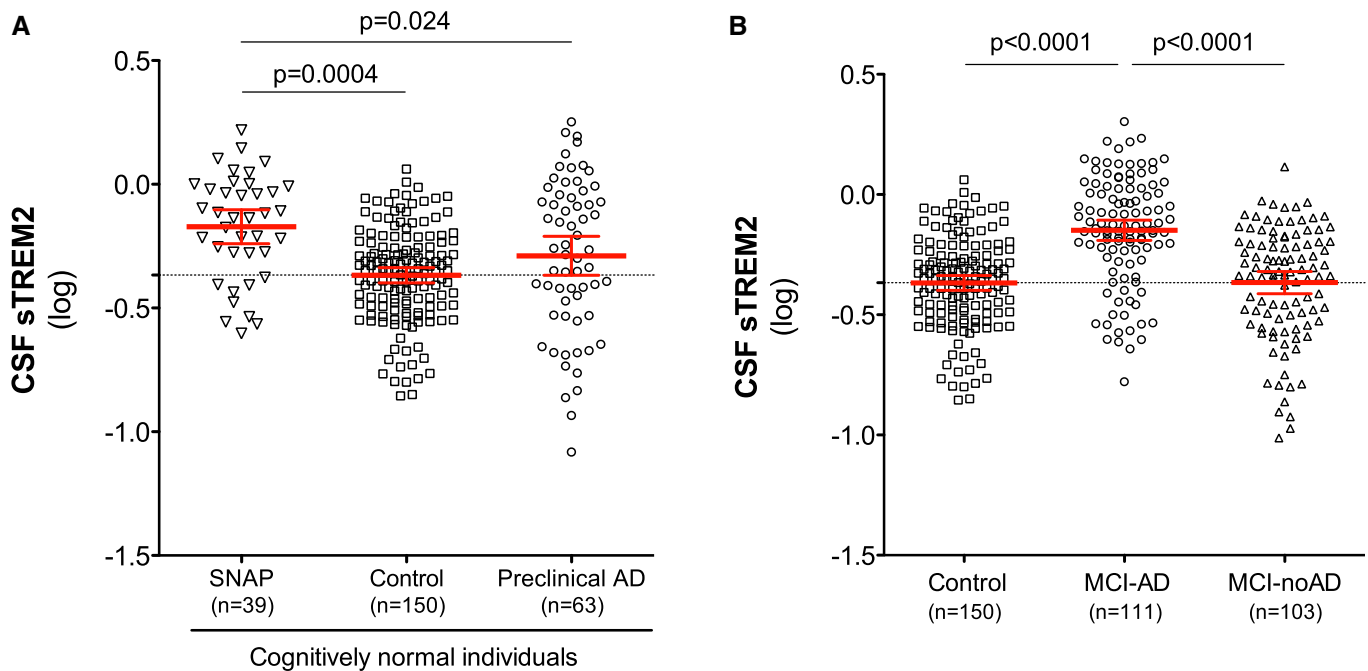 A
p=0.024
p=0.0004
0.5
0.0
-0.5
-1.0
-1.5
CSF sTREM2
(log)
SNAP
(n=39)
Control
(n=150)
Preclinical AD
(n=63)
Cognitively normal individuals
B
p<0.0001
p<0.0001
0.5
0.0
-0.5
-1.0
-1.5
CSF sTREM2
(log)
Control
(n=150)
MCI-AD
(n=111)
MCI-noAD
(n=103)